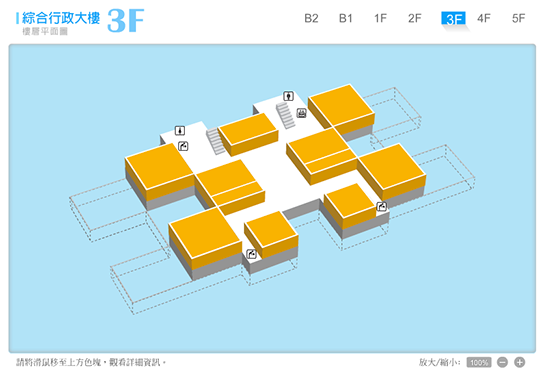 綜合行政大樓 3F
樓層平面圖
B2 B1 1F 2F 3F 4F 5F
請將滑鼠移至上方色塊，觀看詳細資訊。
放大/縮小: 100%